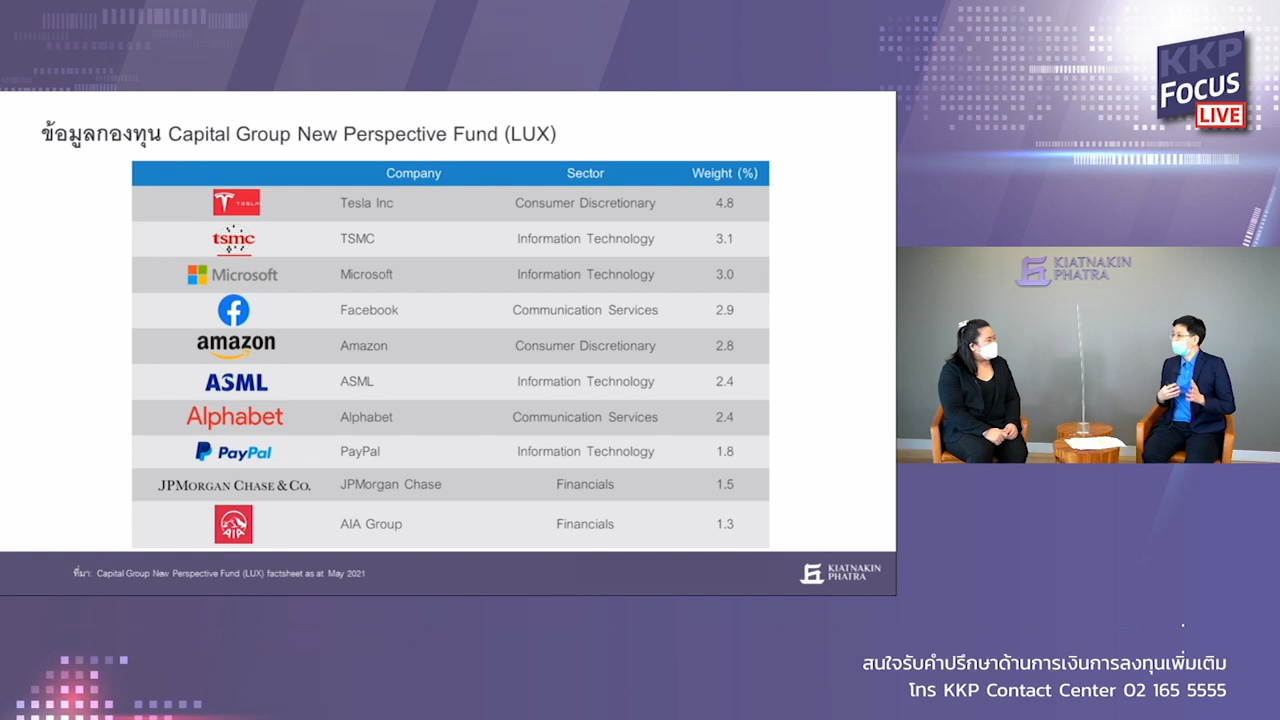 KKP
FOCUS
LIVE
ข้อมูลกองทุน Capital Group New Perspective Fund (LUX)
Company Sector Weight (%)
TESLA Tesla Inc Consumer Discretionary 4.8
tsmc TSMC Information Technology 3.1
Microsoft Microsoft Information Technology 3.0
f Facebook Communication Services 2.9
amazon Amazon Consumer Discretionary 2.8
ASML ASML Information Technology 2.4
Alphabet Alphabet Communication Services 2.4
PayPal PayPal Information Technology 1.8
JPMORGAN CHASE & CO. JPMorgan Chase Financials 1.5
AIA AIA Group Financials 1.3
ที่มา: Capital Group New Perspective Fund (LUX) factsheet as at May 2021
KIATNAKIN
PHATRA
KIATNAKIN
PHATRA
สนใจรับคำปรึกษาด้านการเงินการลงทุนเพิ่มเติม
โทร KKP Contact Center 02 165 5555